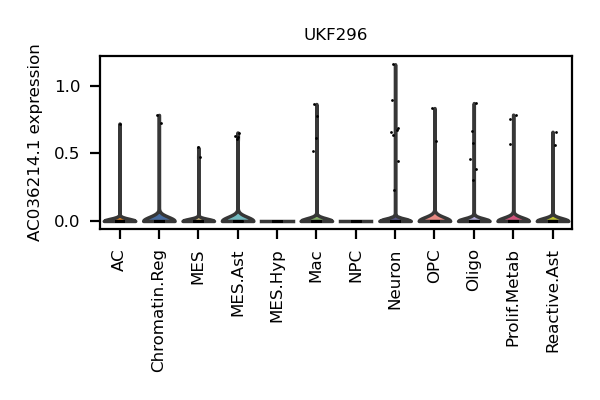 UKF296
AC036214.1 expression
1.0
0.5
0.0
AC
Chromatin.Reg
MES
MES.Ast
MES.Hyp
Mac
NPC
Neuron
OPC
Oligo
Prolif.Metab
Reactive.Ast